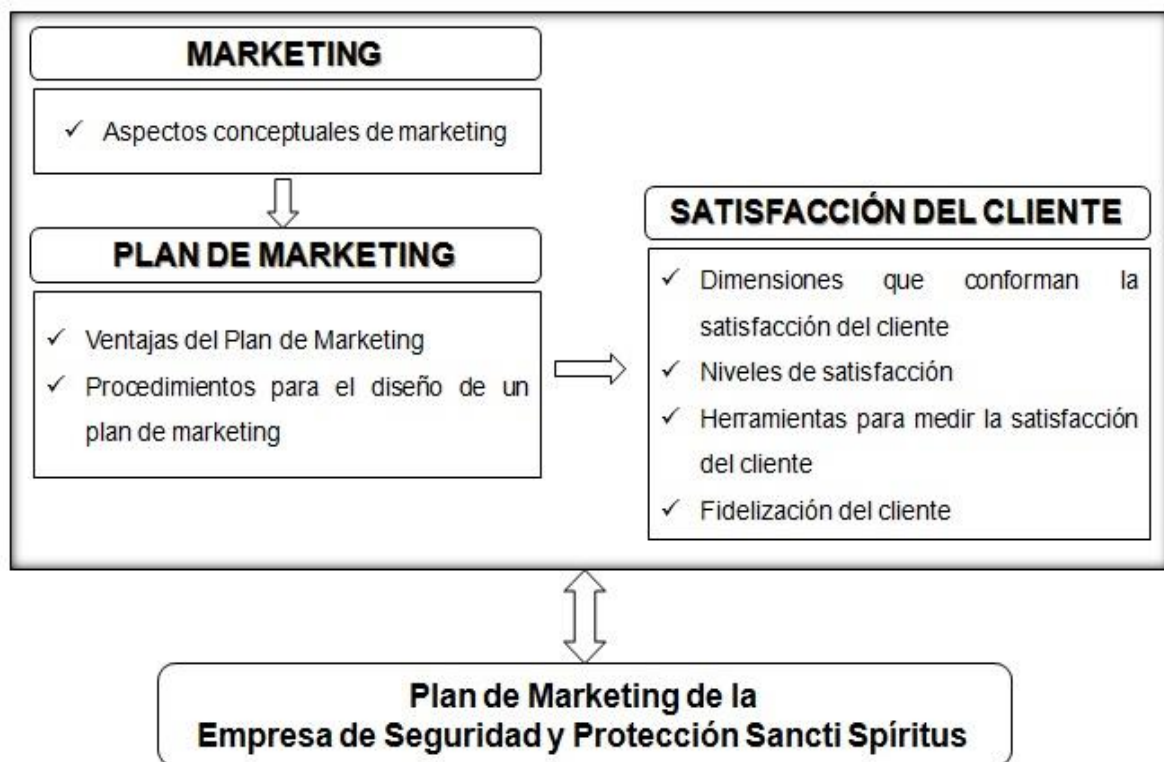 MARKETING
✓ Aspectos conceptuales de marketing
PLAN DE MARKETING
✓ Ventajas del Plan de Marketing
✓ Procedimientos para el diseño de un
plan de marketing
SATISFACCIÓN DEL CLIENTE
✓ Dimensiones que conforman la
satisfacción del cliente
✓ Niveles de satisfacción
✓ Herramientas para medir la satisfacción
del cliente
✓ Fidelización del cliente
Plan de Marketing de la
Empresa de Seguridad y Protección Sancti Spíritus